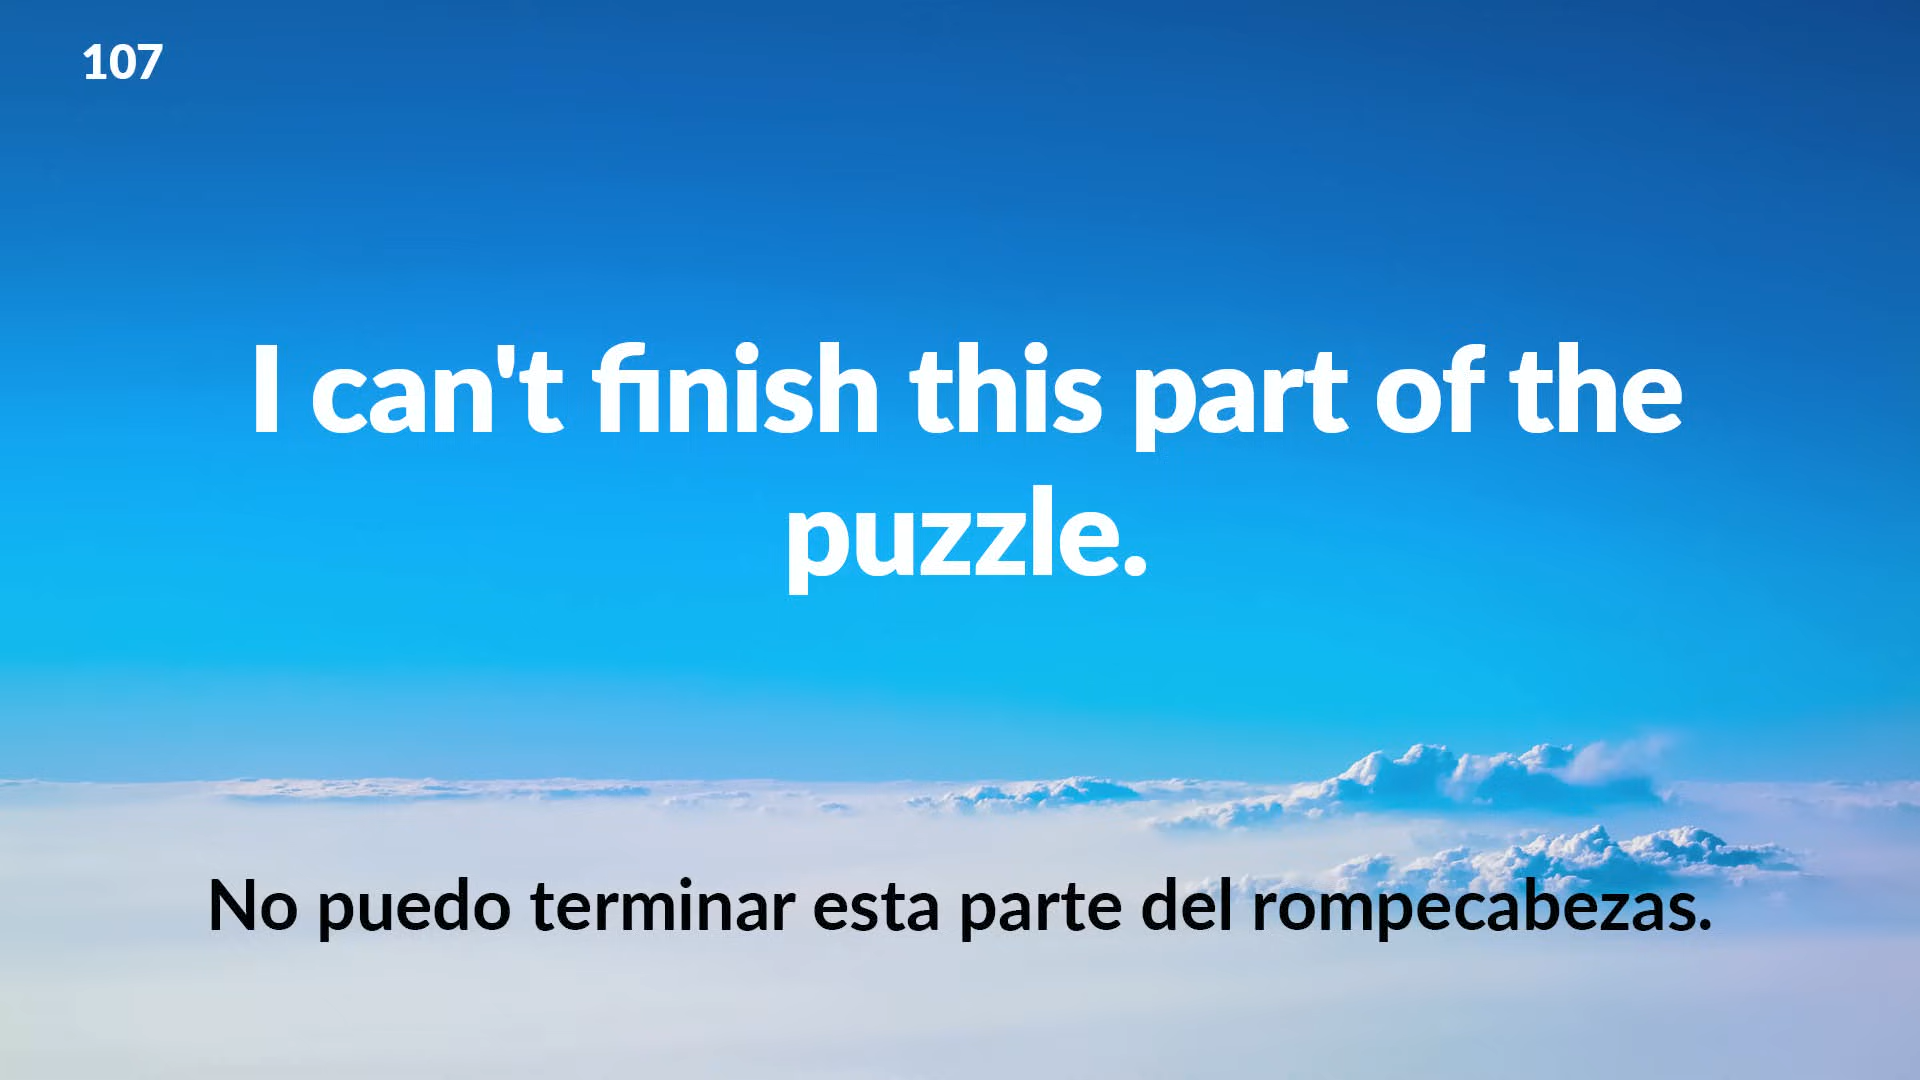 107
I can't finish this part of the
puzzle.
No puedo terminar esta parte del rompecabezas.